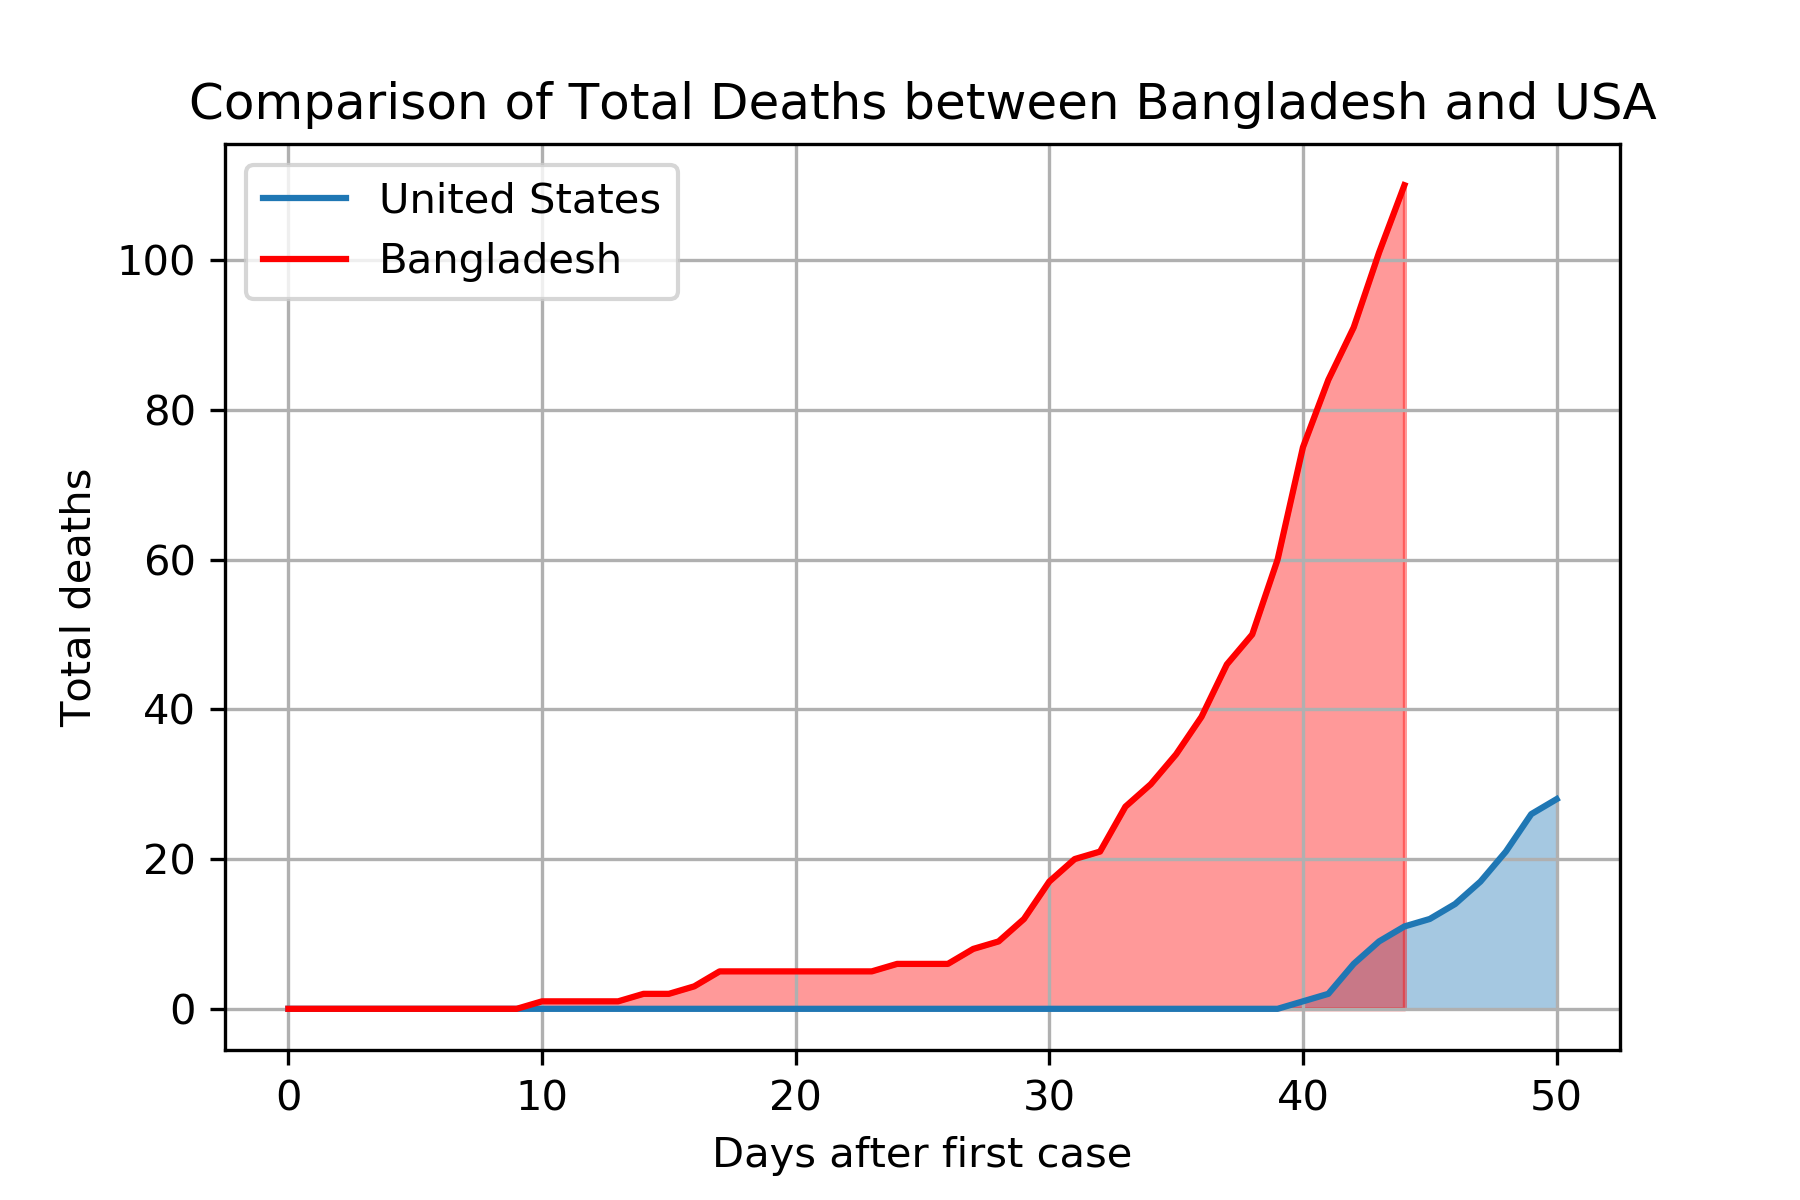 Comparison of Total Deaths between Bangladesh and USA
United States
Bangladesh
100
80
60
40
20
0
Total deaths
0 10 20 30 40 50
Days after first case